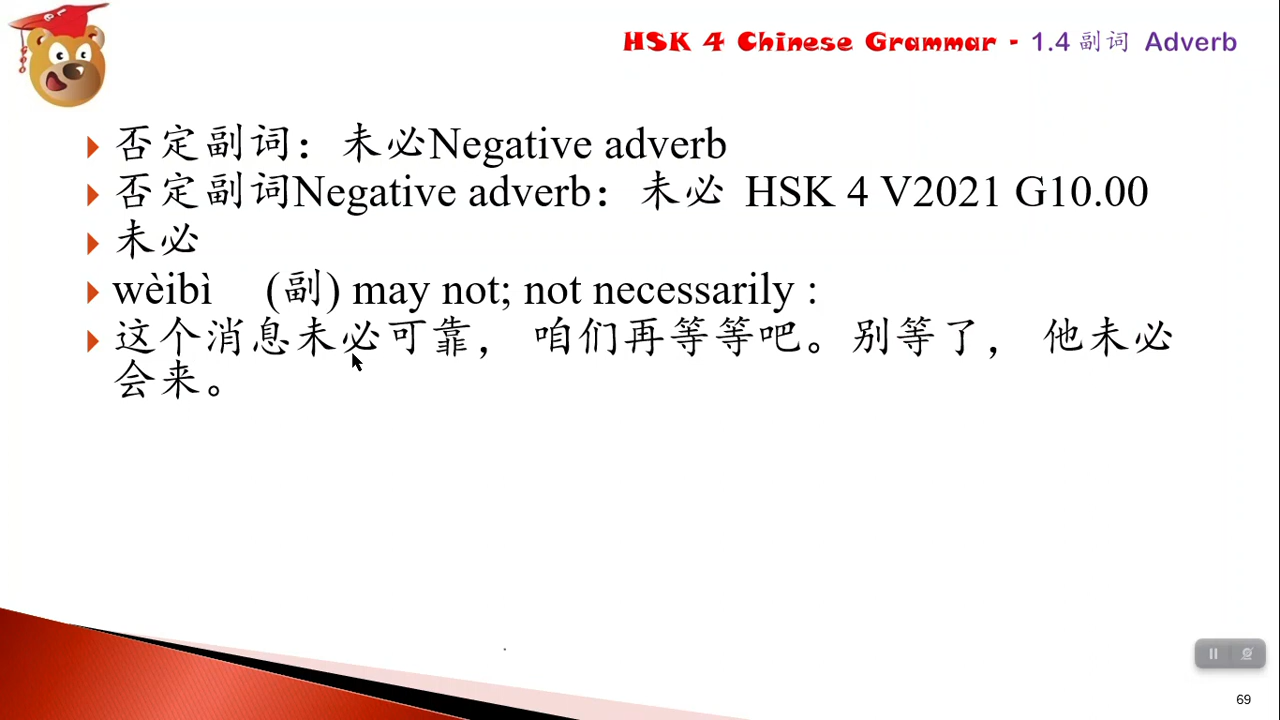 HSK 4 Chinese Grammar - 1.4 副词 Adverb
否定副词：未必Negative adverb
否定副词Negative adverb：未必 HSK 4 V2021 G10.00
未必
wèibì (副) may not; not necessarily :
这个消息未必可靠， 咱们再等等吧。别等了， 他未必
会来。
69